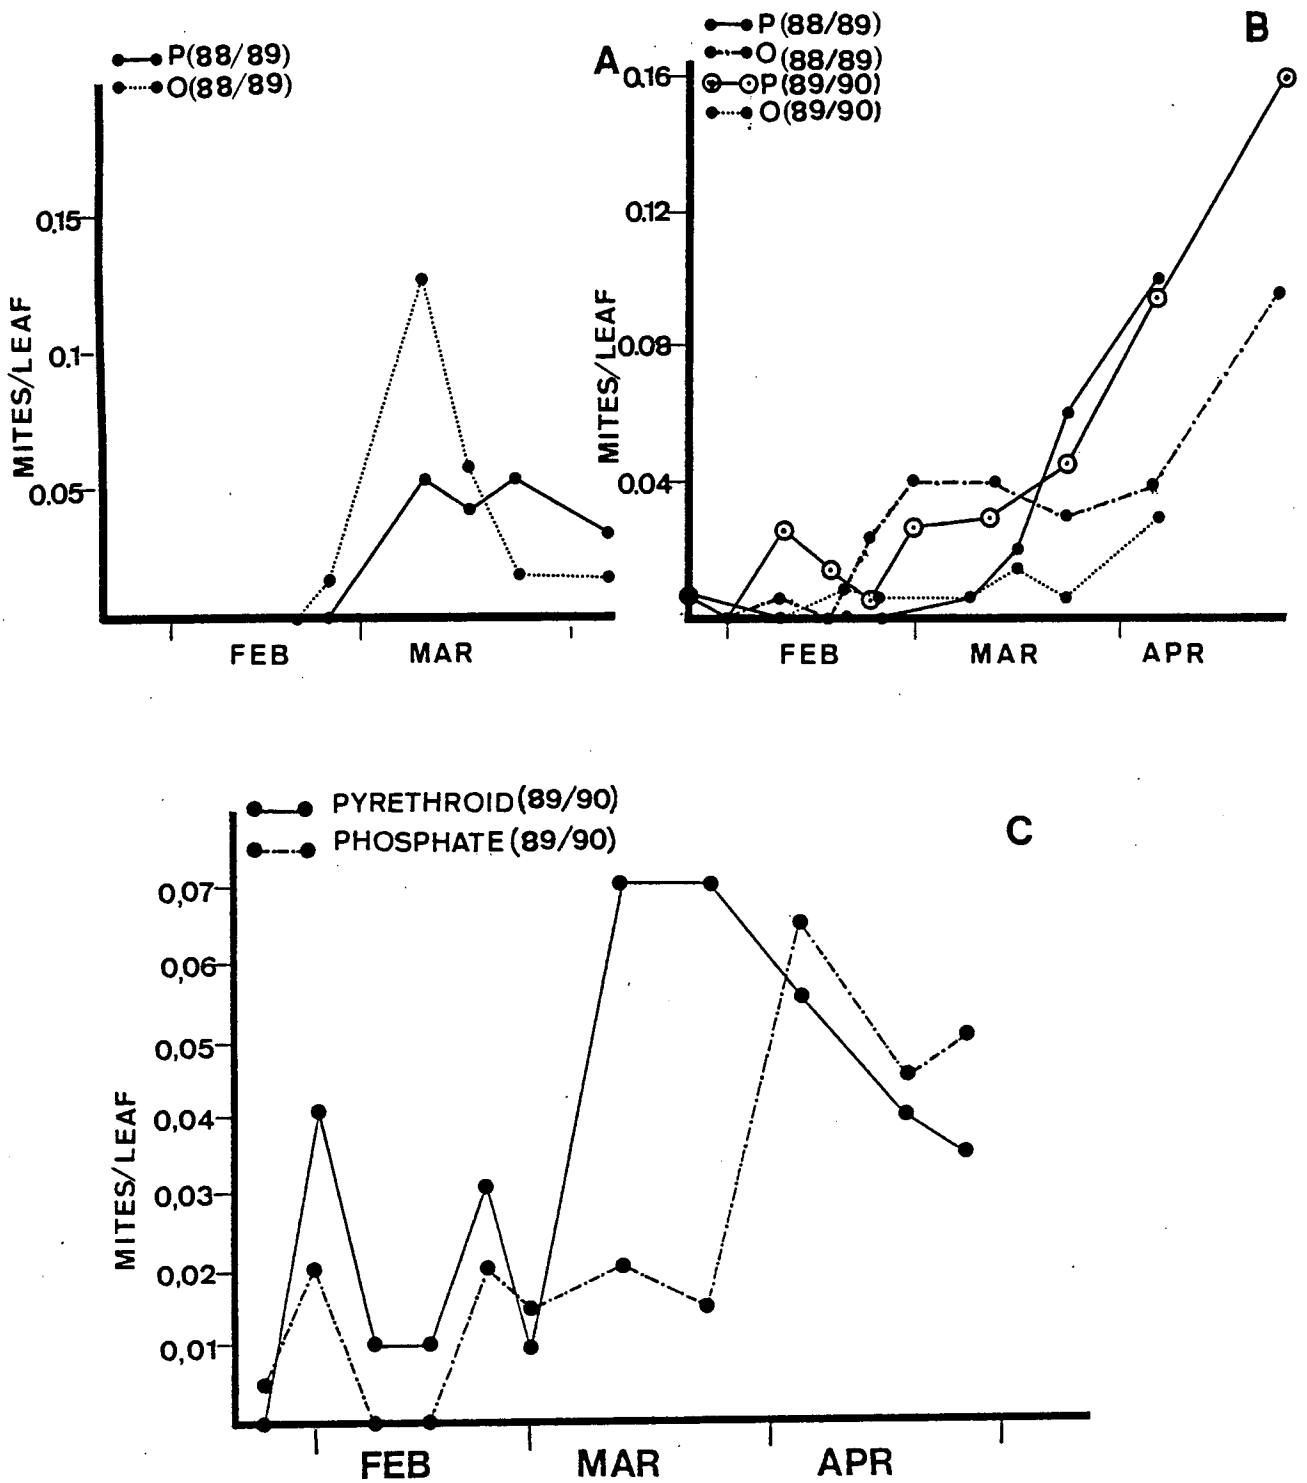 P(88/89)
O(88/89)
A
0.15
0.1
0.05
MITES/LEAF
FEB MAR
P(88/89)
O(88/89)
P(89/90)
O(89/90)
B
0.16
0.12
0.08
0.04
MITES/LEAF
FEB MAR APR
PYRETHROID(89/90)
PHOSPHATE(89/90)
C
0,07
0,06
0,05
0,04
0,03
0,02
0,01
MITES/LEAF
FEB MAR APR